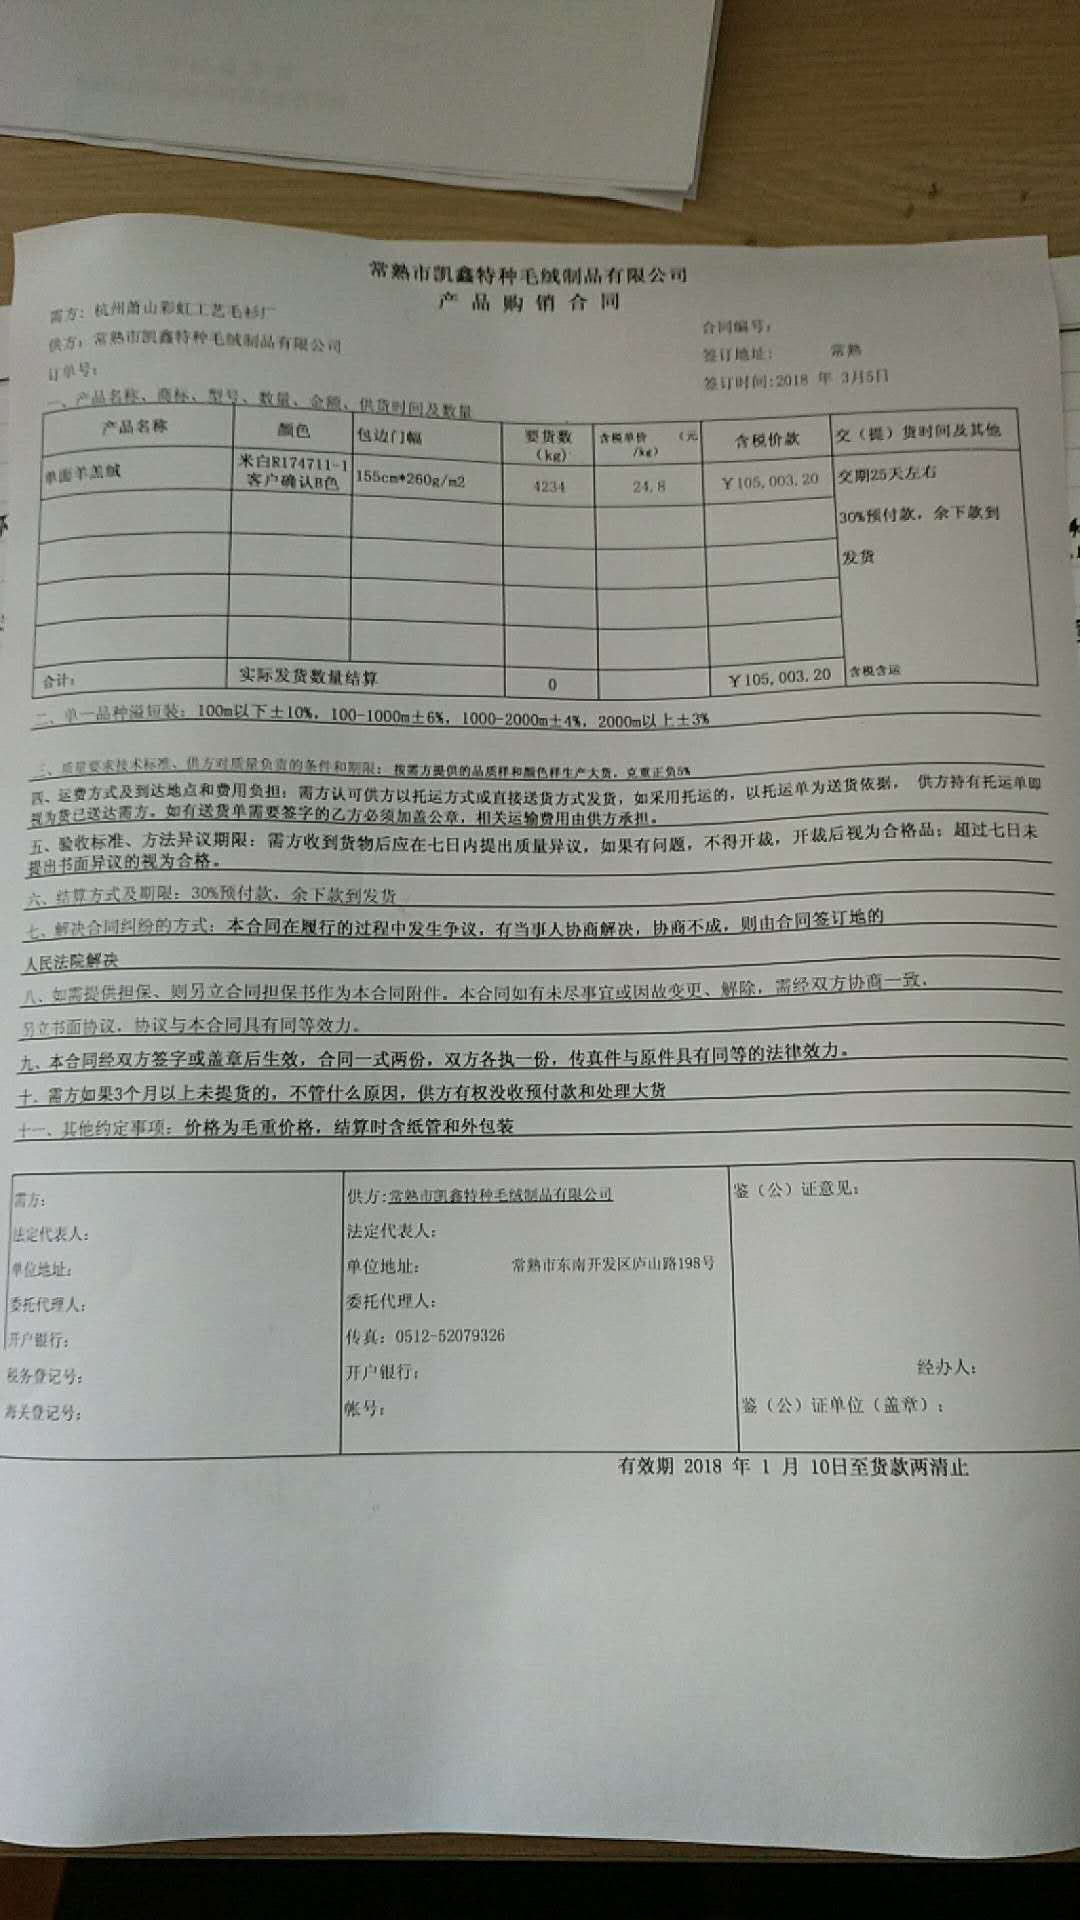 常熟市凯鑫特种毛绒制品有限公司
产品购销合同
需方：杭州萧山彩虹工艺毛衫厂
供方：常熟市凯鑫特种毛绒制品有限公司
订单号：
合同编号：
签订地址： 常熟
签订时间:2018 年 3月5日
一、产品名称、商标、型号、数量、金额、供货时间及数量
产品名称 颜色 包边门幅 要货数（kg） 含税单价 （元/kg） 含税价款 交（提）货时间及其他
单面羊羔绒 米白R174711-1客户确认B色 155cm*260g/m2 4234 24.8 ￥105,003.20 交期25天左右
30%预付款，余下款到
发货
合计： 实际发货数量结算 0 ￥105,003.20 含税含运
二、单一品种溢短装：100m以下±10%，100-1000m±6%，1000-2000m±4%，2000m以上±3%
三、质量要求技术标准、供方对质量负责的条件和期限：按需方提供的品质样和颜色样生产大货，克重正负5%
四、运费方式及到达地点和费用负担：需方认可供方以托运方式或直接送货方式发货，如采用托运的，以托运单为送货依据， 供方持有托运单即
视为货已送达需方。如有送货单需要签字的乙方必须加盖公章，相关运输费用由供方承担。
五、验收标准、方法异议期限：需方收到货物后应在七日内提出质量异议，如果有问题，不得开裁，开裁后视为合格品；超过七日未
提出书面异议的视为合格。
六、结算方式及期限：30%预付款，余下款到发货
七、解决合同纠纷的方式：本合同在履行的过程中发生争议，有当事人协商解决，协商不成，则由合同签订地的
人民法院解决
八、如需提供担保、则另立合同担保书作为本合同附件。本合同如有未尽事宜或因故变更、解除，需经双方协商一致，
另立书面协议，协议与本合同具有同等效力。
九、本合同经双方签字或盖章后生效，合同一式两份，双方各执一份，传真件与原件具有同等的法律效力。
十．需方如果3个月以上未提货的，不管什么原因，供方有权没收预付款和处理大货
十一、其他约定事项：价格为毛重价格，结算时含纸管和外包装
需方：
法定代表人：
单位地址：
委托代理人：
开户银行：
税务登记号：
海关登记号：
供方:常熟市凯鑫特种毛绒制品有限公司
法定代表人：
单位地址： 常熟市东南开发区庐山路198号
委托代理人：
传真：0512-52079326
开户银行：
帐号：
鉴（公）证意见：
经办人：
鉴（公）证单位（盖章）：
有效期 2018 年 1 月 10日至货款两清止